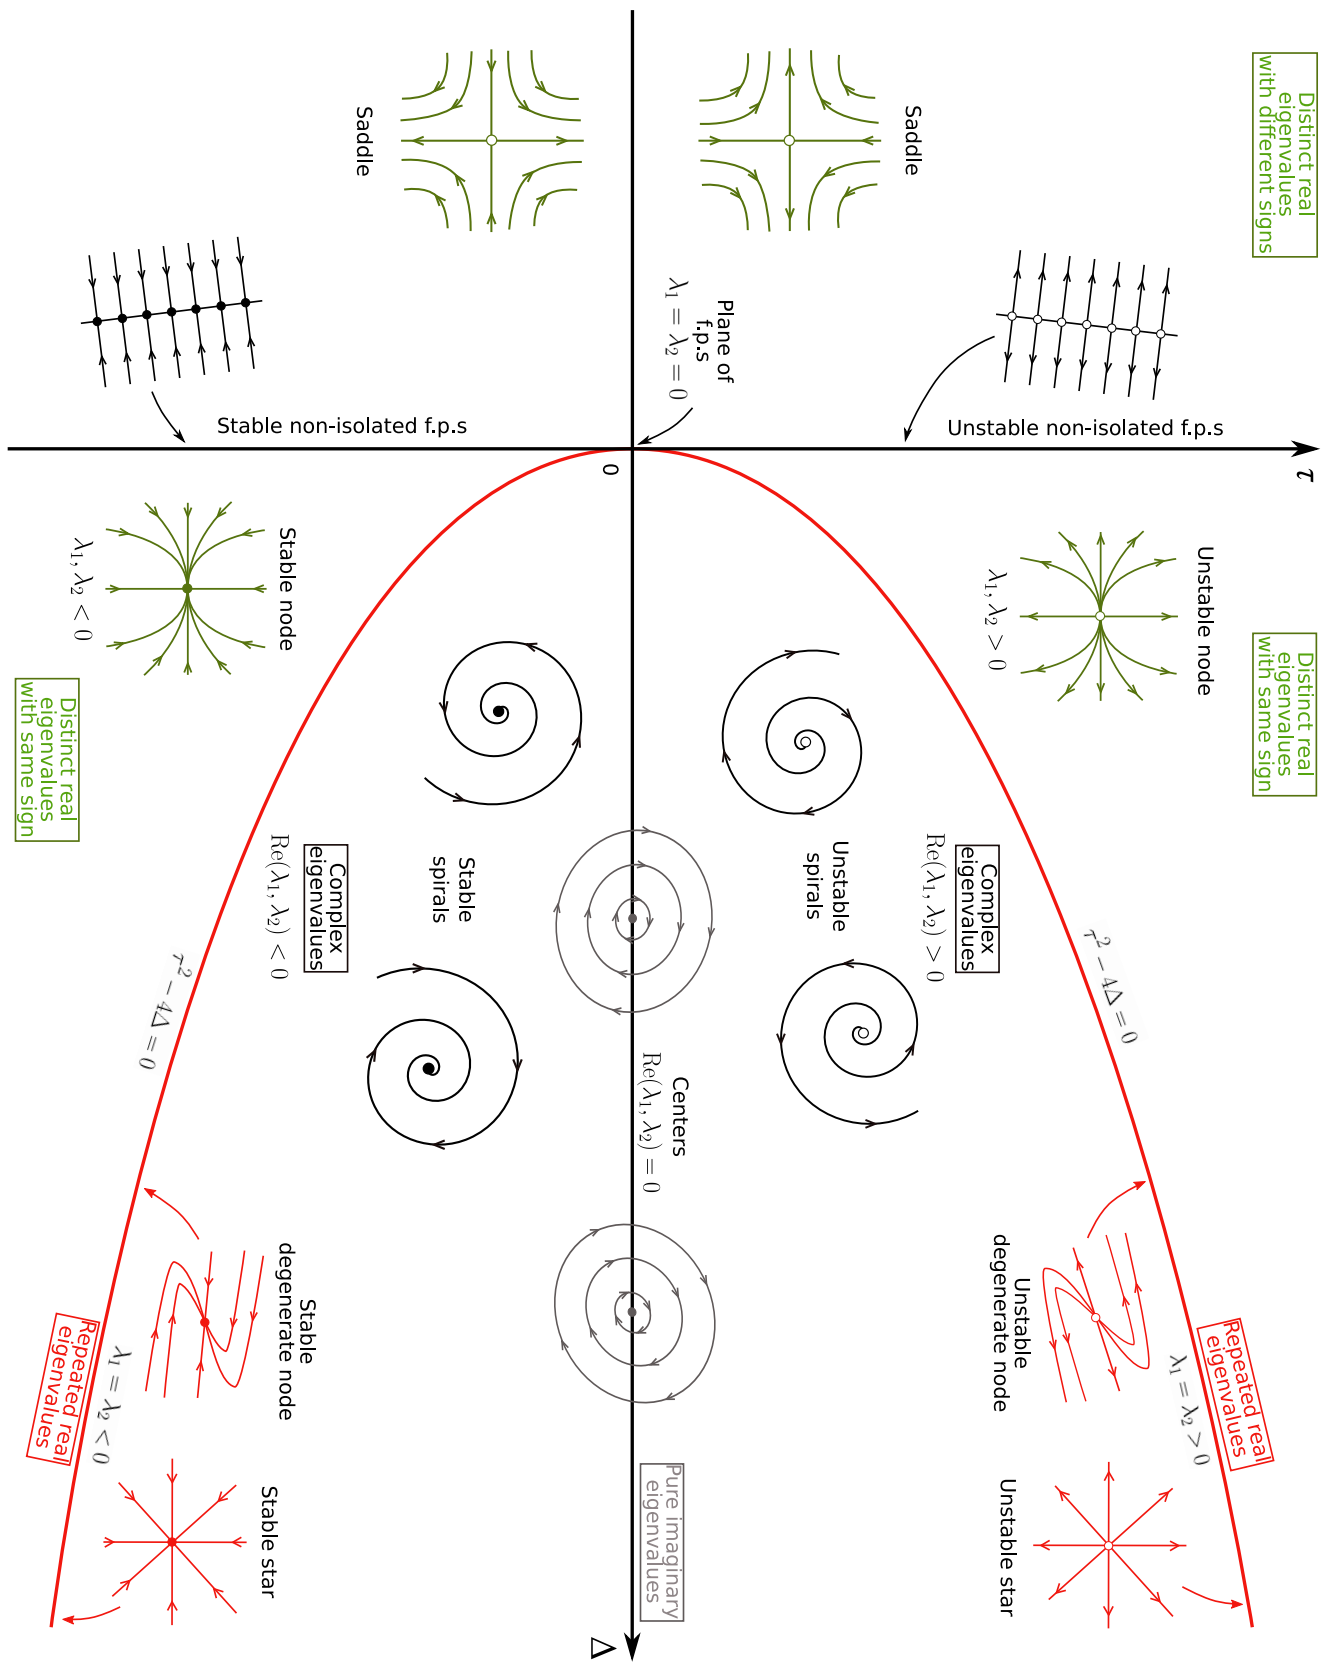 Distinct real
eigenvalues
with different signs
Saddle
Saddle
Plane of
f.p.s
λ₁ = λ₂ = 0
Stable non-isolated f.p.s
Unstable non-isolated f.p.s
0
τ
Stable node
λ₁, λ₂ < 0
Unstable node
λ₁, λ₂ > 0
Distinct real
eigenvalues
with same sign
Distinct real
eigenvalues
with same sign
Complex
eigenvalues
Re(λ₁, λ₂) < 0
Stable
spirals
Unstable
spirals
Complex
eigenvalues
Re(λ₁, λ₂) > 0
τ² − 4Δ = 0
τ² − 4Δ = 0
Centers
Re(λ₁, λ₂) = 0
Stable
degenerate node
Unstable
degenerate node
Repeated real
eigenvalues
λ₁ = λ₂ < 0
Repeated real
eigenvalues
λ₁ = λ₂ > 0
Stable star
Unstable star
Pure imaginary
eigenvalues
Δ